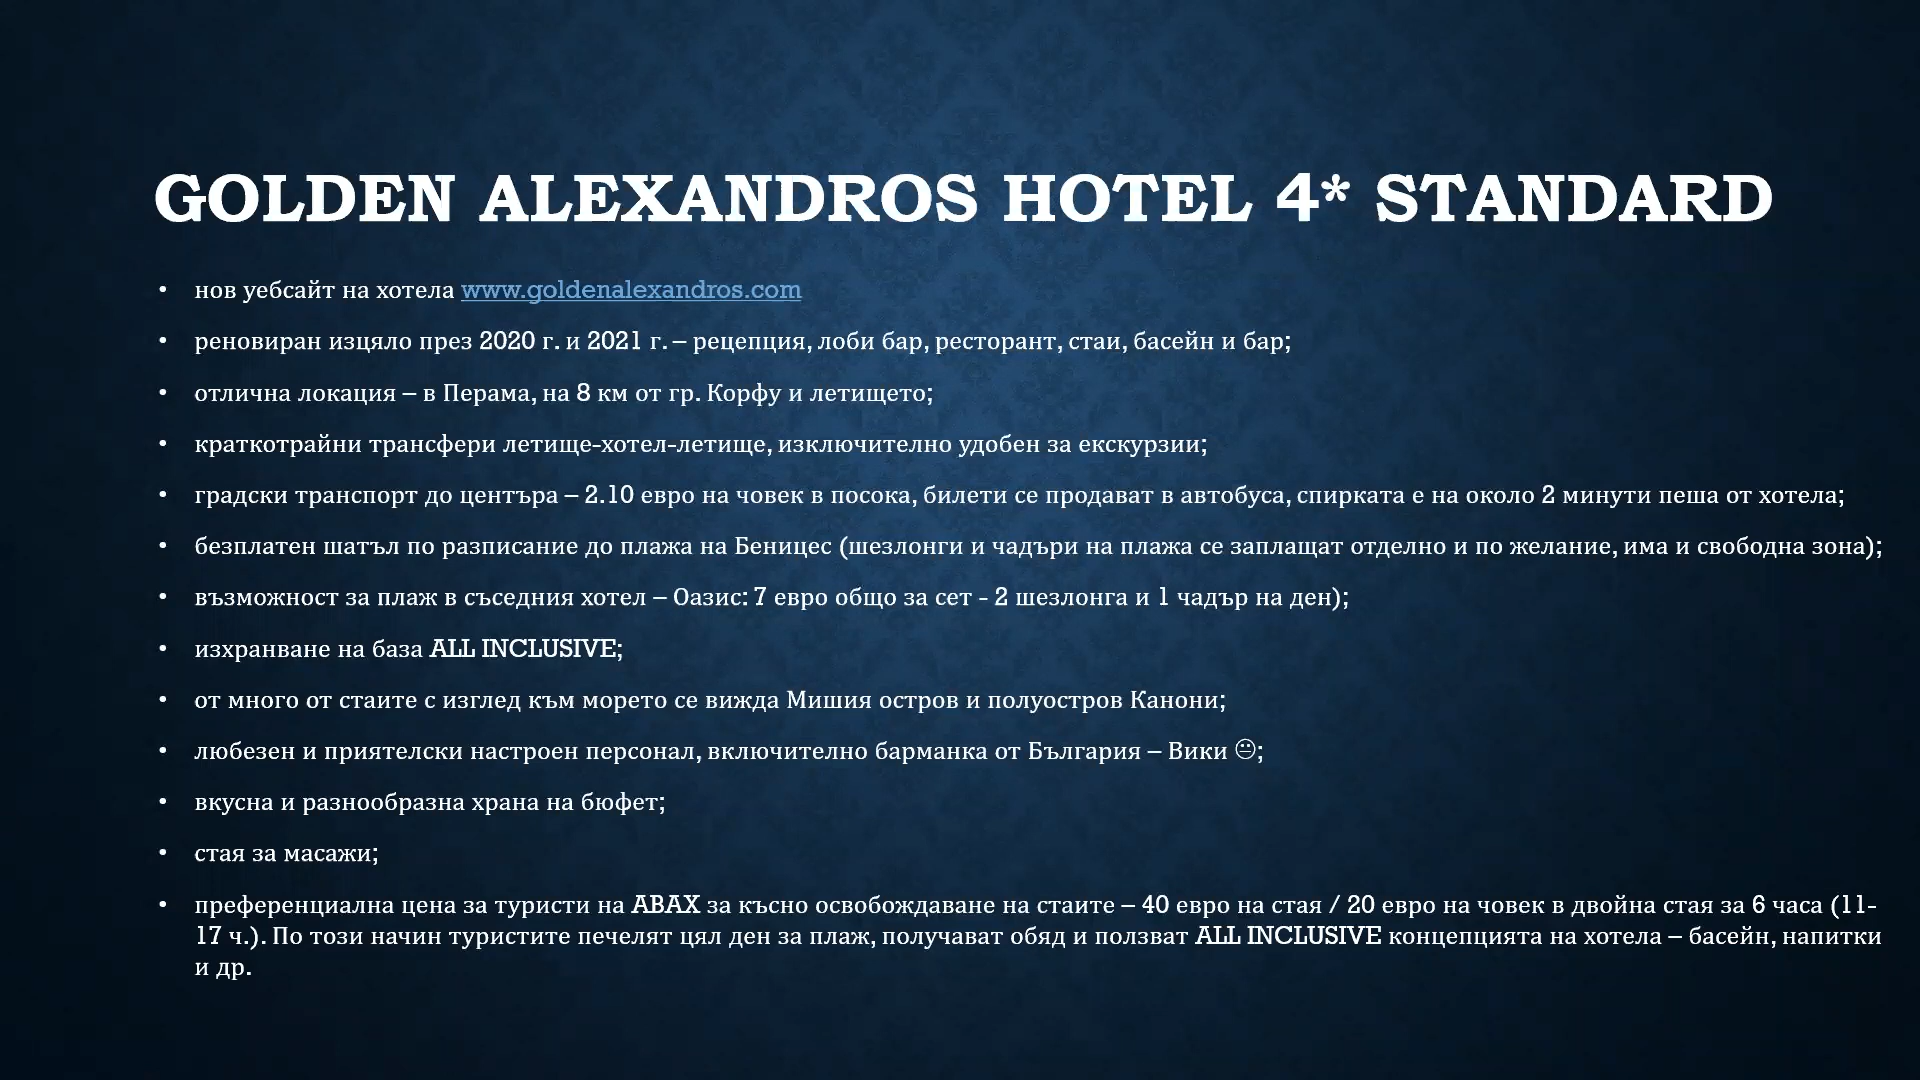 GOLDEN ALEXANDROS HOTEL 4* STANDARD
• нов уебсайт на хотела www.goldenalexandros.com
• реновиран изцяло през 2020 г. и 2021 г. – рецепция, лоби бар, ресторант, стаи, басейн и бар;
• отлична локация – в Перама, на 8 км от гр. Корфу и летището;
• краткотрайни трансфери летище-хотел-летище, изключително удобен за екскурзии;
• градски транспорт до центъра – 2.10 евро на човек в посока, билети се продават в автобуса, спирката е на около 2 минути пеша от хотела;
• безплатен шатъл по разписание до плажа на Беницес (шезлонги и чадъри на плажа се заплащат отделно и по желание, има и свободна зона);
• възможност за плаж в съседния хотел – Оазис: 7 евро общо за сет - 2 шезлонга и 1 чадър на ден);
• изхранване на база ALL INCLUSIVE;
• от много от стаите с изглед към морето се вижда Мишия остров и полуостров Канони;
• любезен и приятелски настроен персонал, включително барманка от България – Вики 😐;
• вкусна и разнообразна храна на бюфет;
• стая за масажи;
• преференциална цена за туристи на ABAX за късно освобождаване на стаите – 40 евро на стая / 20 евро на човек в двойна стая за 6 часа (11-
17 ч.). По този начин туристите печелят цял ден за плаж, получават обяд и ползват ALL INCLUSIVE концепцията на хотела – басейн, напитки
и др.